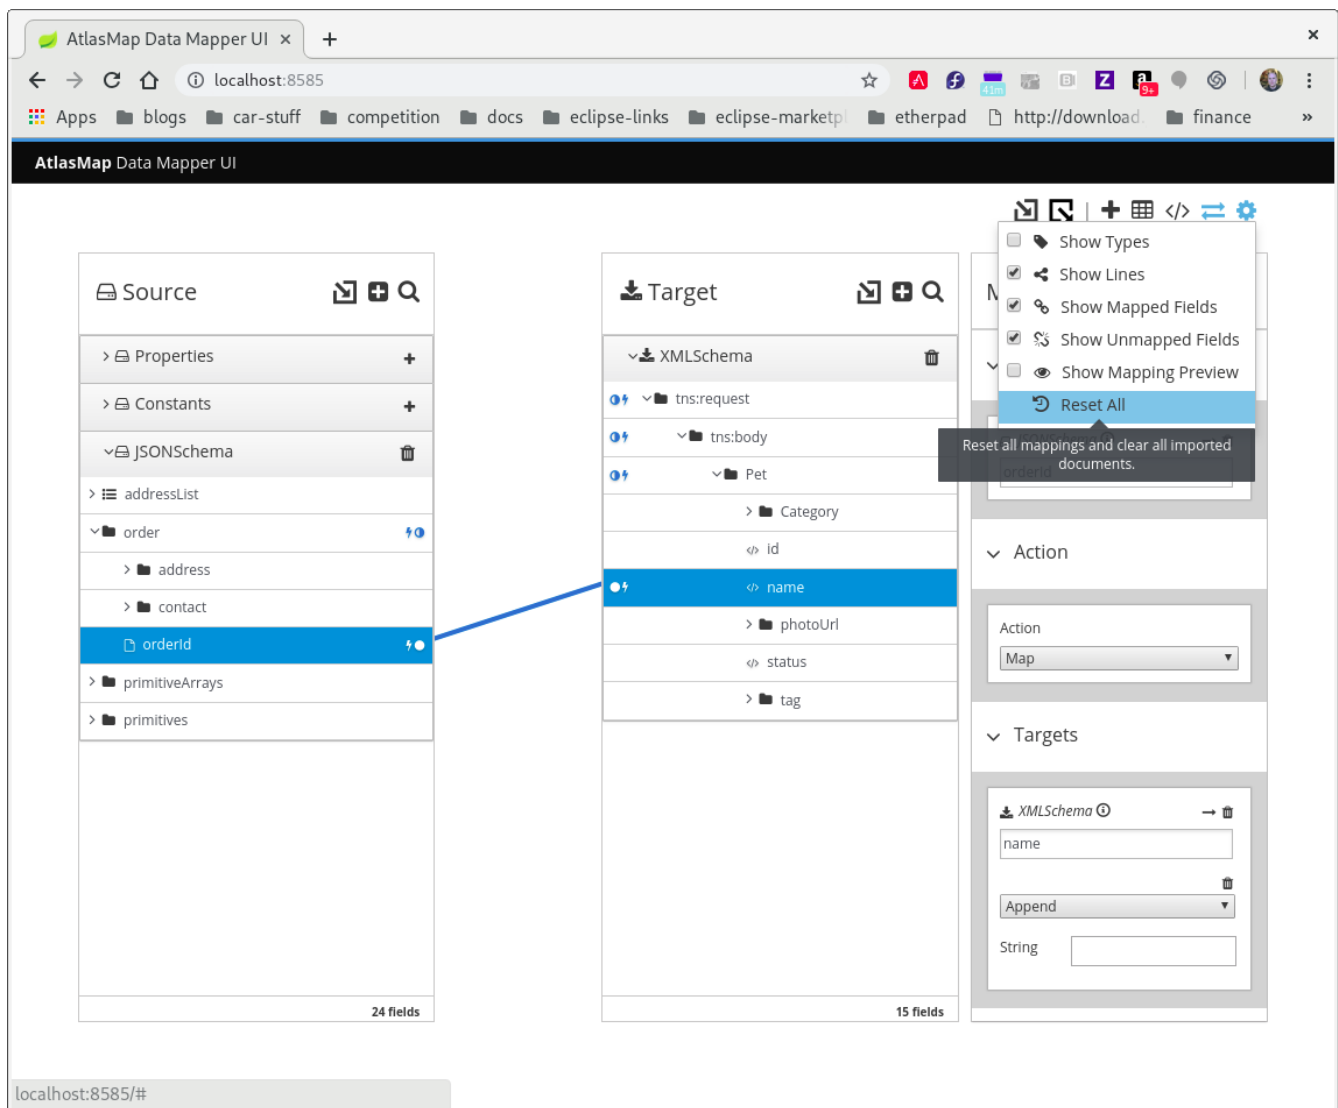 AtlasMap Data Mapper UI
localhost:8585
41m
9+
Apps blogs car-stuff competition docs eclipse-links eclipse-marketpl etherpad http://download. finance »
AtlasMap Data Mapper UI
Show Types
Show Lines
Show Mapped Fields
Show Unmapped Fields
Show Mapping Preview
Reset All
Reset all mappings and clear all imported
documents.
Source
Properties
Constants
JSONSchema
addressList
order
address
contact
orderId
primitiveArrays
primitives
24 fields
Target
XMLSchema
tns:request
tns:body
Pet
Category
id
name
photoUrl
status
tag
15 fields
M
orderId
Action
Action
Map
Targets
XMLSchema
name
Append
String
localhost:8585/#